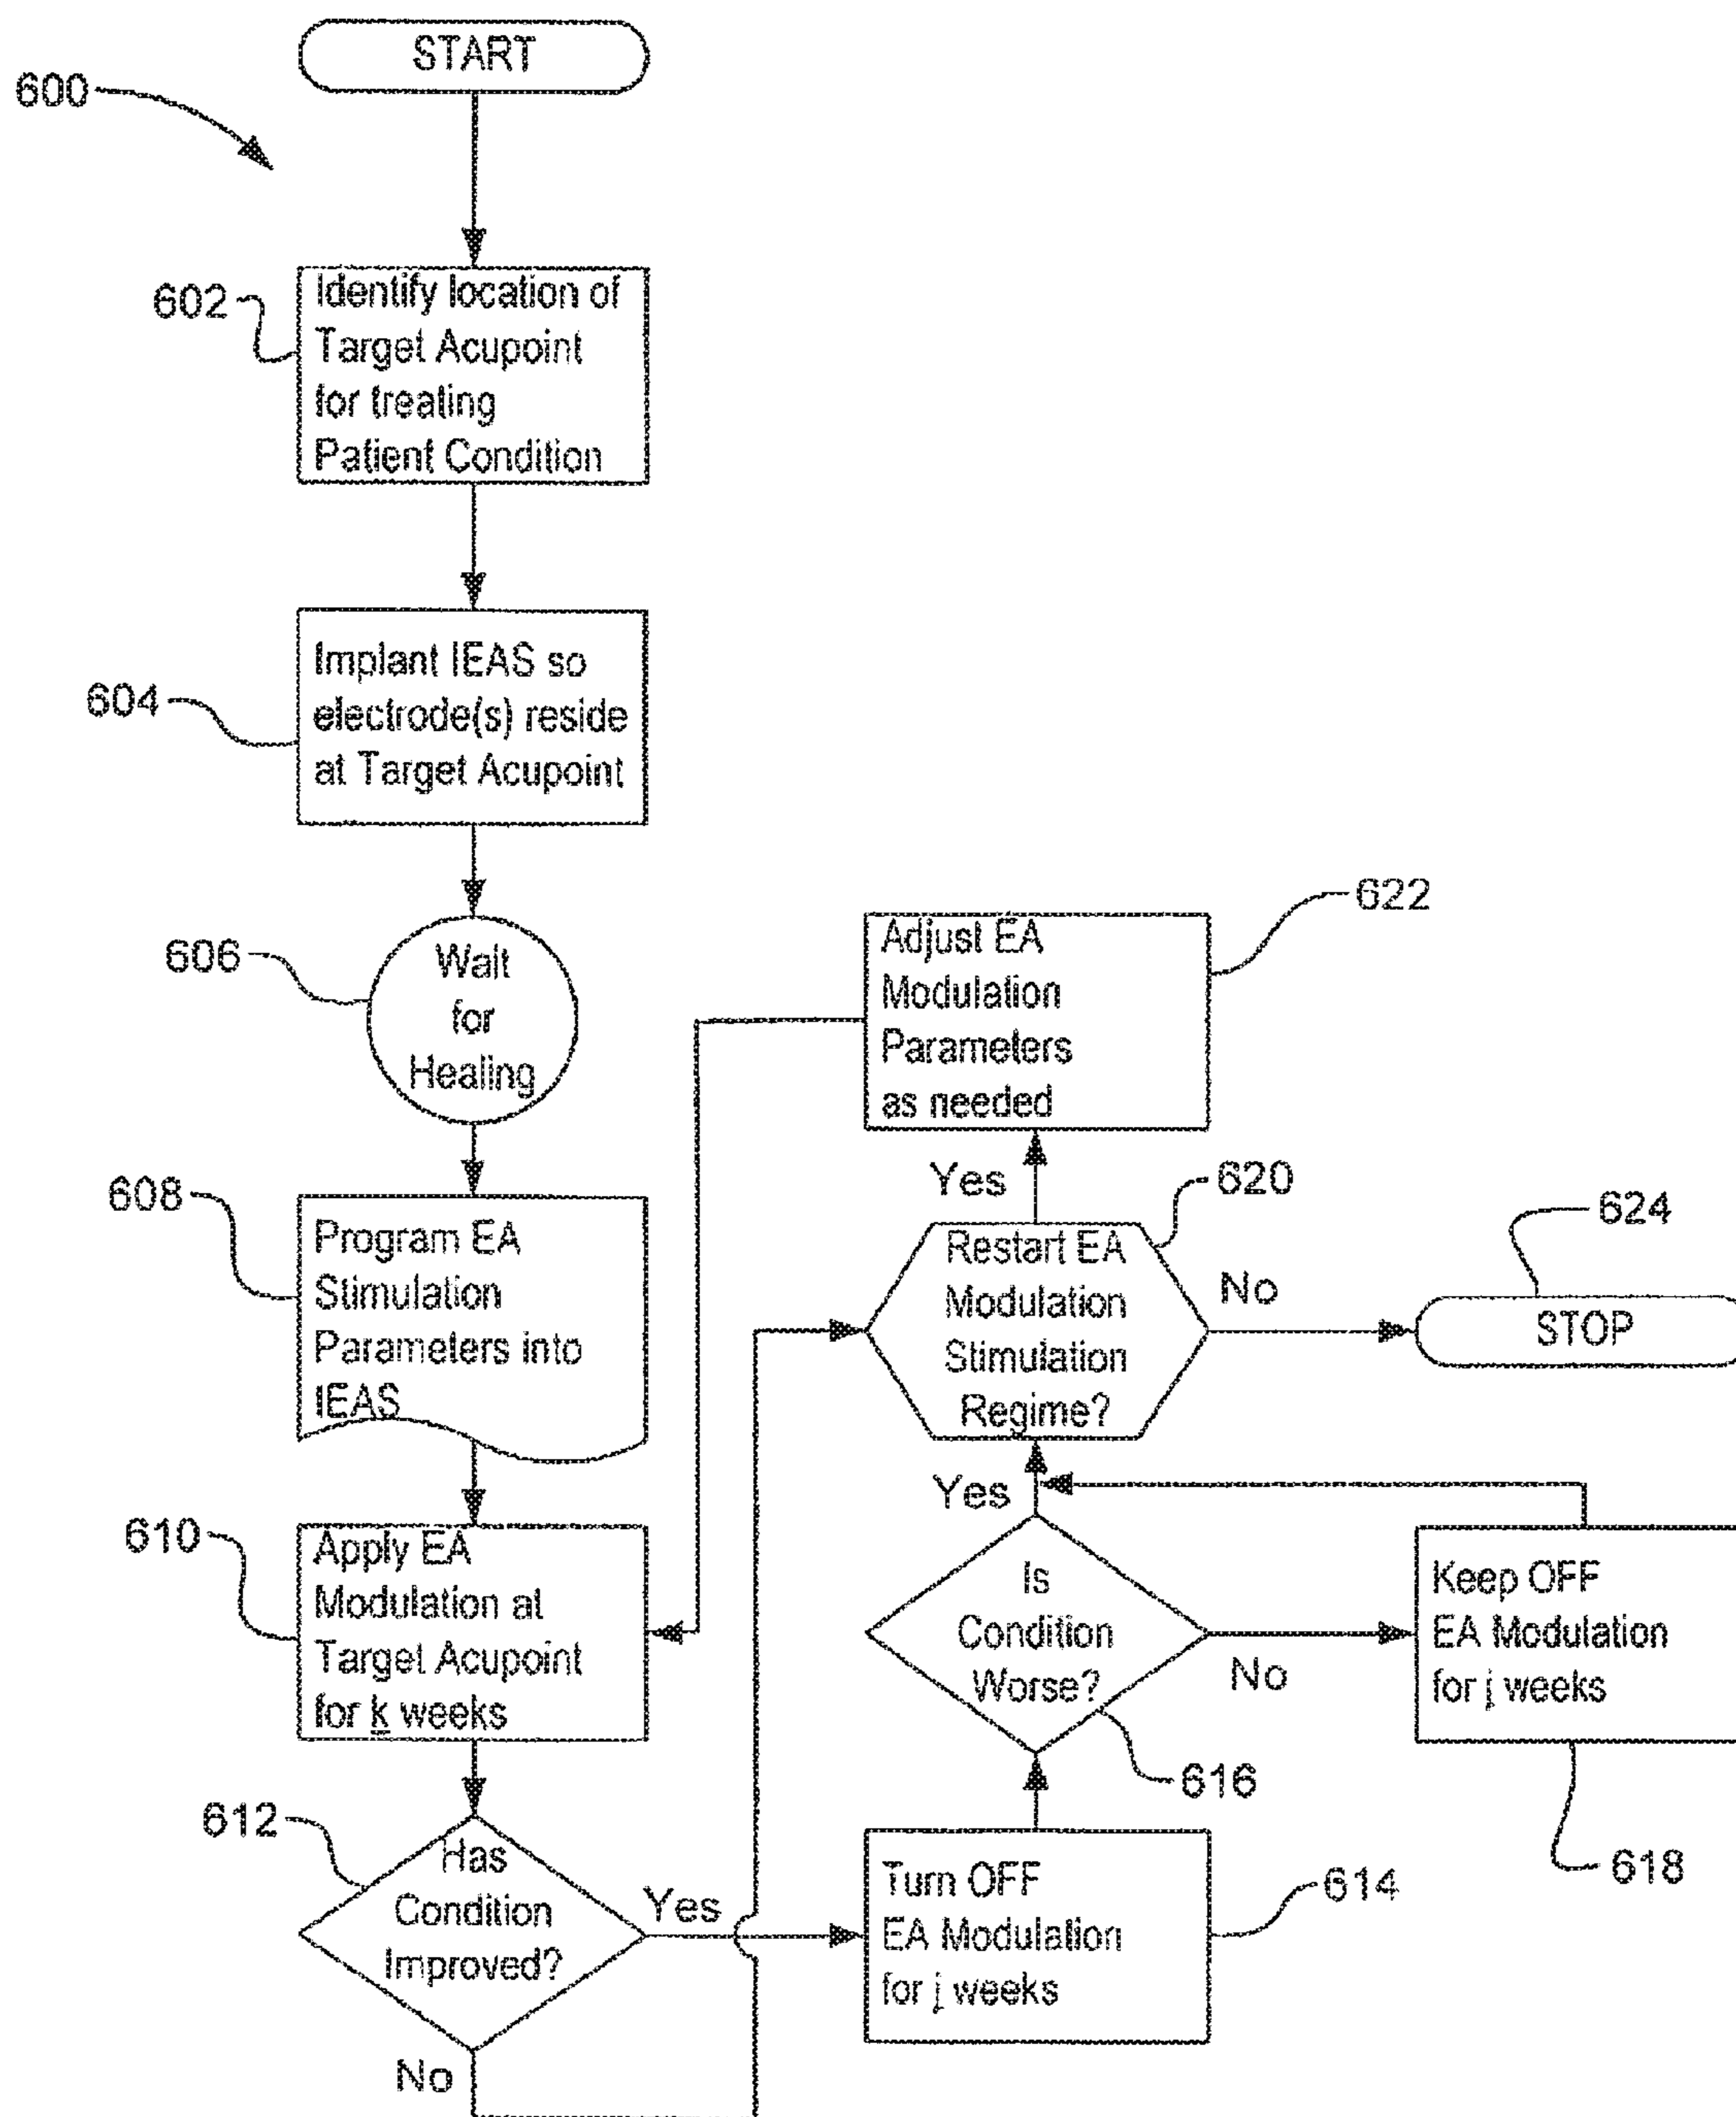 START
600
602
Identify location of
Target Acupoint
for treating
Patient Condition
604
Implant IEAS so
electrode(s) reside
at Target Acupoint
606
Wait
for
Healing
608
Program EA
Stimulation
Parameters into
IEAS
610
Apply EA
Modulation at
Target Acupoint
for k weeks
612
Has
Condition
Improved?
Yes
No
614
Turn OFF
EA Modulation
for j weeks
616
Is
Condition
Worse?
Yes
No
618
Keep OFF
EA Modulation
for j weeks
620
Restart EA
Modulation
Stimulation
Regime?
Yes
No
622
Adjust EA
Modulation
Parameters
as needed
624
STOP